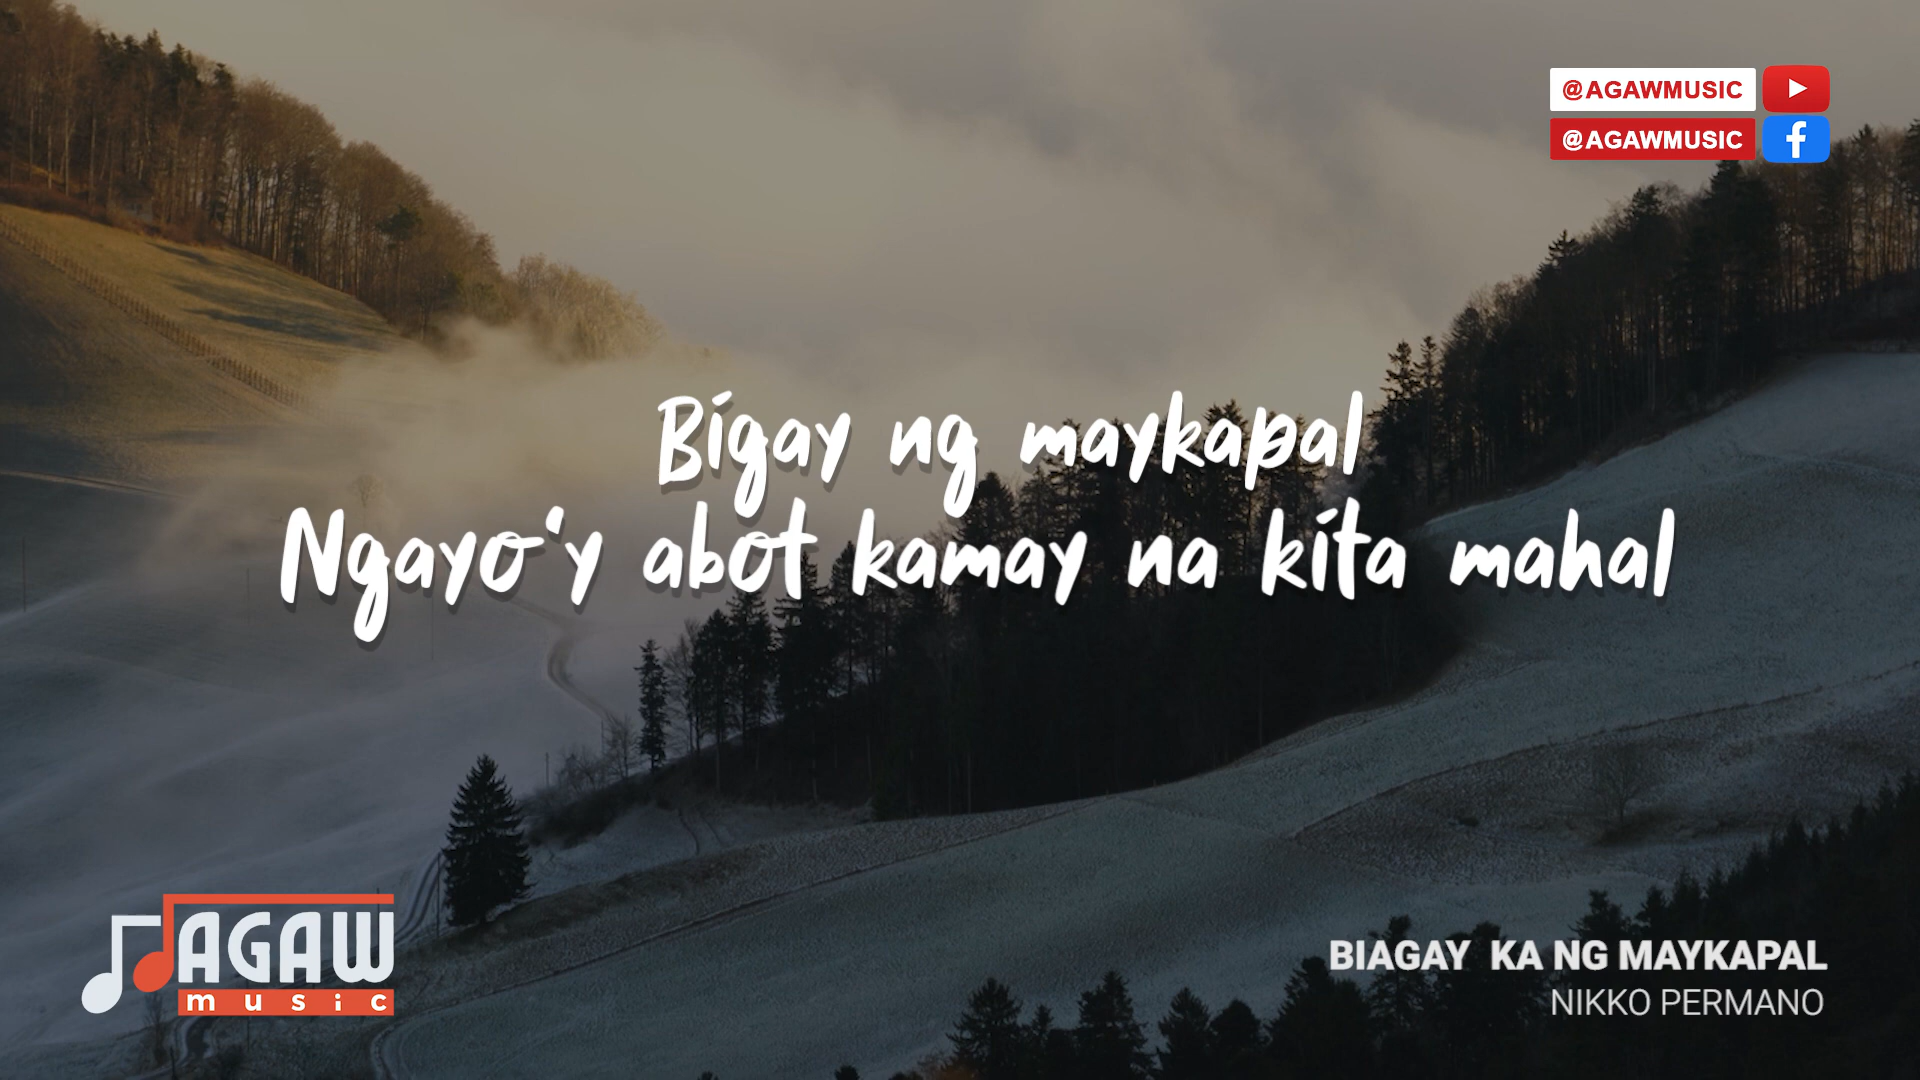 @AGAWMUSIC
@AGAWMUSIC
Bigay ng maykapal
Ngayo'y abot kamay na kita mahal
AGAW
music
BIAGAY KA NG MAYKAPAL
NIKKO PERMANO